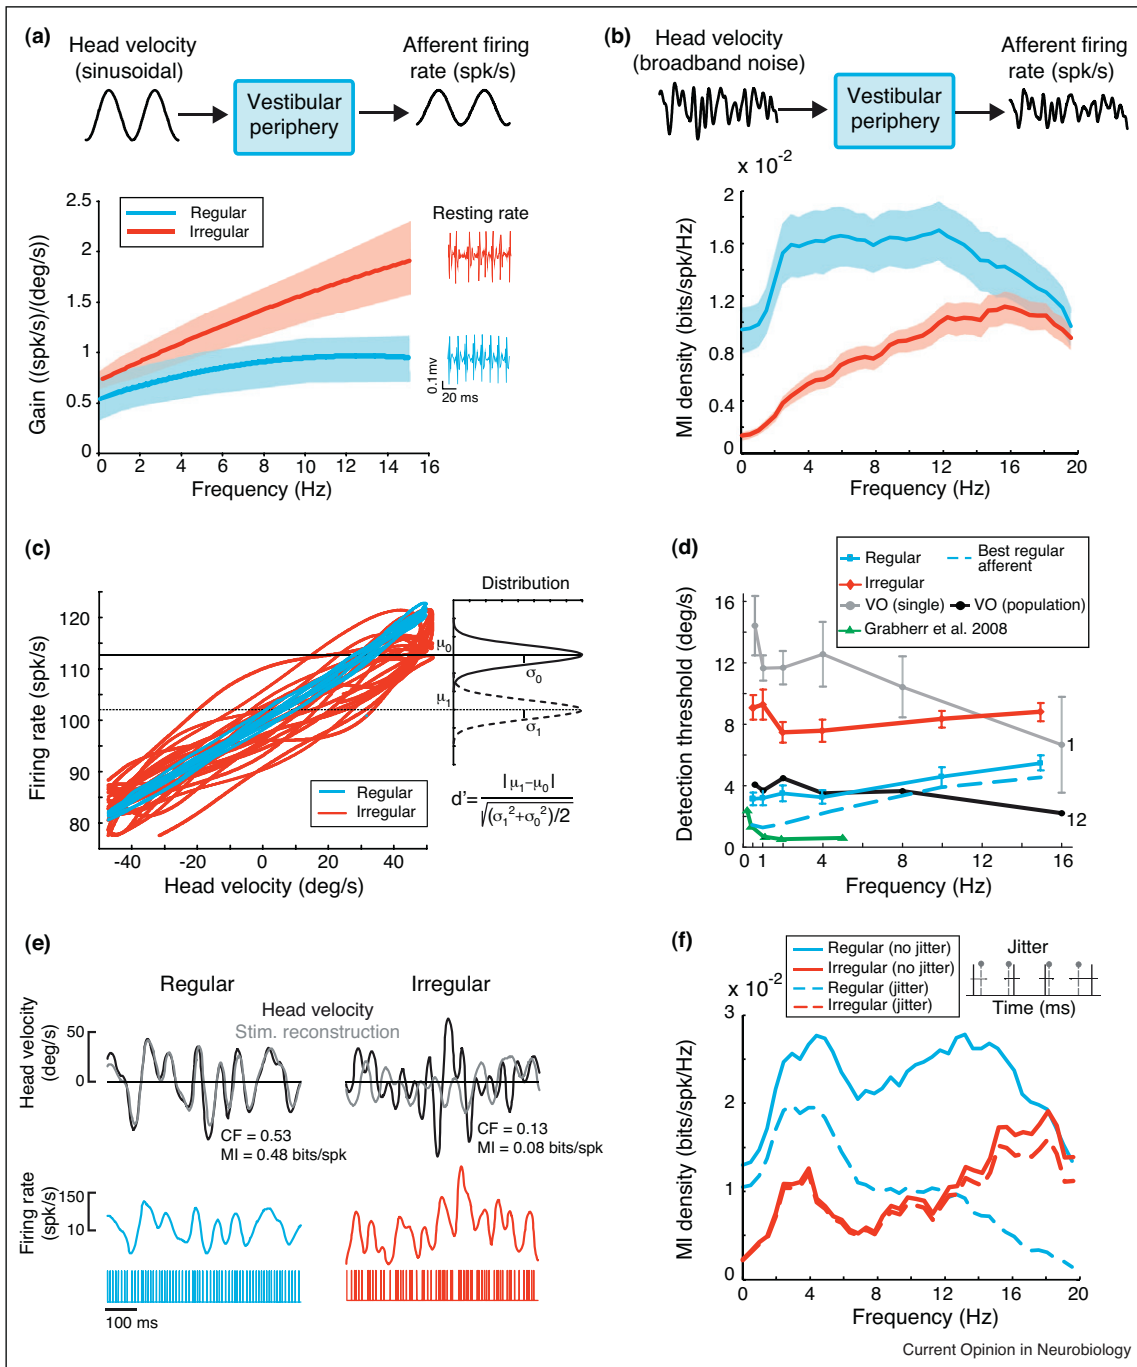 (a)
Head velocity
(sinusoidal)
Vestibular
periphery
Afferent firing
rate (spk/s)
Regular
Irregular
Resting rate
0.1mv
20 ms
Gain ((spk/s)/(deg/s))
2.5
2
1.5
1
0.5
0
0 2 4 6 8 10 12 14 16
Frequency (Hz)
(b)
Head velocity
(broadband noise)
Vestibular
periphery
Afferent firing
rate (spk/s)
x 10-2
MI density (bits/spk/Hz)
2
1.6
1.2
0.8
0.4
0
0 4 8 12 16 20
Frequency (Hz)
(c)
Distribution
Firing rate (spk/s)
120
110
100
90
80
μ0
σ0
μ1
σ1
Regular
Irregular
d'= |μ1–μ0| / √(σ1²+σ0²)/2
-40 -20 0 20 40
Head velocity (deg/s)
(d)
Regular
Best regular
afferent
Irregular
VO (single)
VO (population)
Grabherr et al. 2008
Detection threshold (deg/s)
16
12
8
4
0
1
12
0 1 4 8 12 16
Frequency (Hz)
(e)
Regular
Irregular
Head velocity
Stim. reconstruction
Head velocity
(deg/s)
50
0
CF = 0.53
MI = 0.48 bits/spk
CF = 0.13
MI = 0.08 bits/spk
Firing rate
(spk/s)
150
10
100 ms
(f)
Regular (no jitter)
Irregular (no jitter)
Regular (jitter)
Irregular (jitter)
Jitter
Time (ms)
x 10-2
MI density (bits/spk/Hz)
3
2
1
0
0 4 8 12 16 20
Frequency (Hz)
Current Opinion in Neurobiology